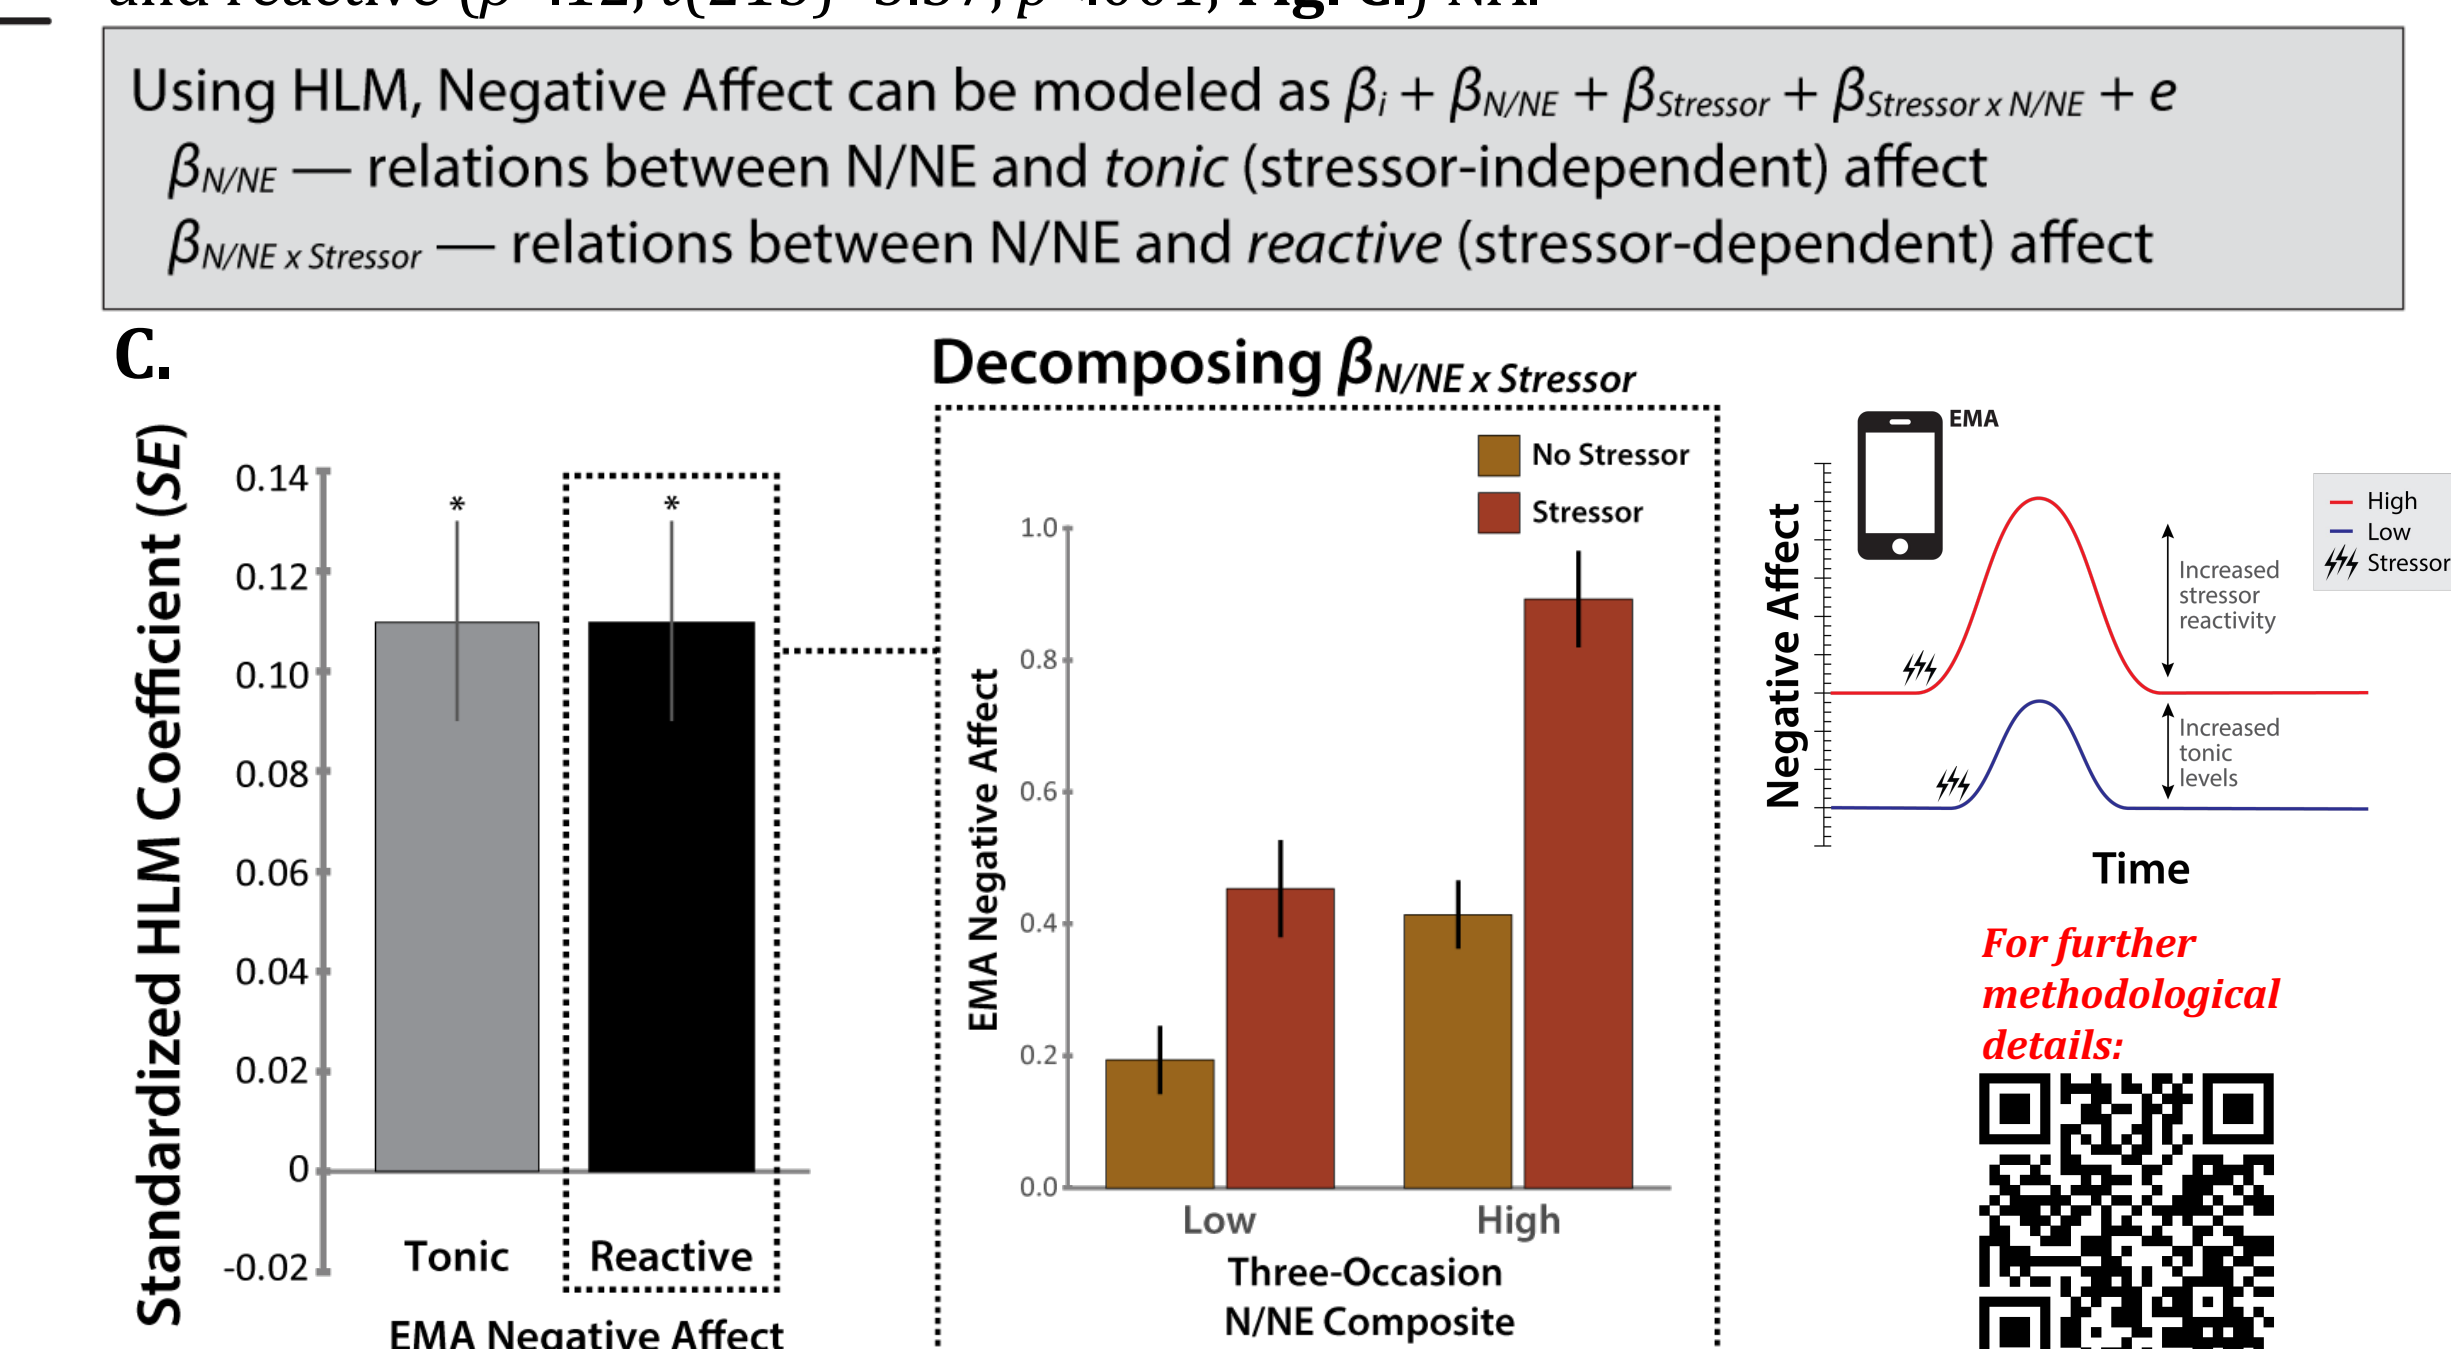 Using HLM, Negative Affect can be modeled as βi + βN/NE + βStressor + βStressor x N/NE + e
βN/NE — relations between N/NE and tonic (stressor-independent) affect
βN/NE x Stressor — relations between N/NE and reactive (stressor-dependent) affect
C.
Standardized HLM Coefficient (SE)
0.14
0.12
0.10
0.08
0.06
0.04
0.02
0
-0.02
*
*
Tonic
Reactive
EMA Negative Affect
Decomposing βN/NE x Stressor
No Stressor
Stressor
EMA Negative Affect
1.0
0.8
0.6
0.4
0.2
0.0
Low
High
Three-Occasion
N/NE Composite
EMA
Negative Affect
High
Low
Stressor
Increased
stressor
reactivity
Increased
tonic
levels
Time
For further
methodological
details: